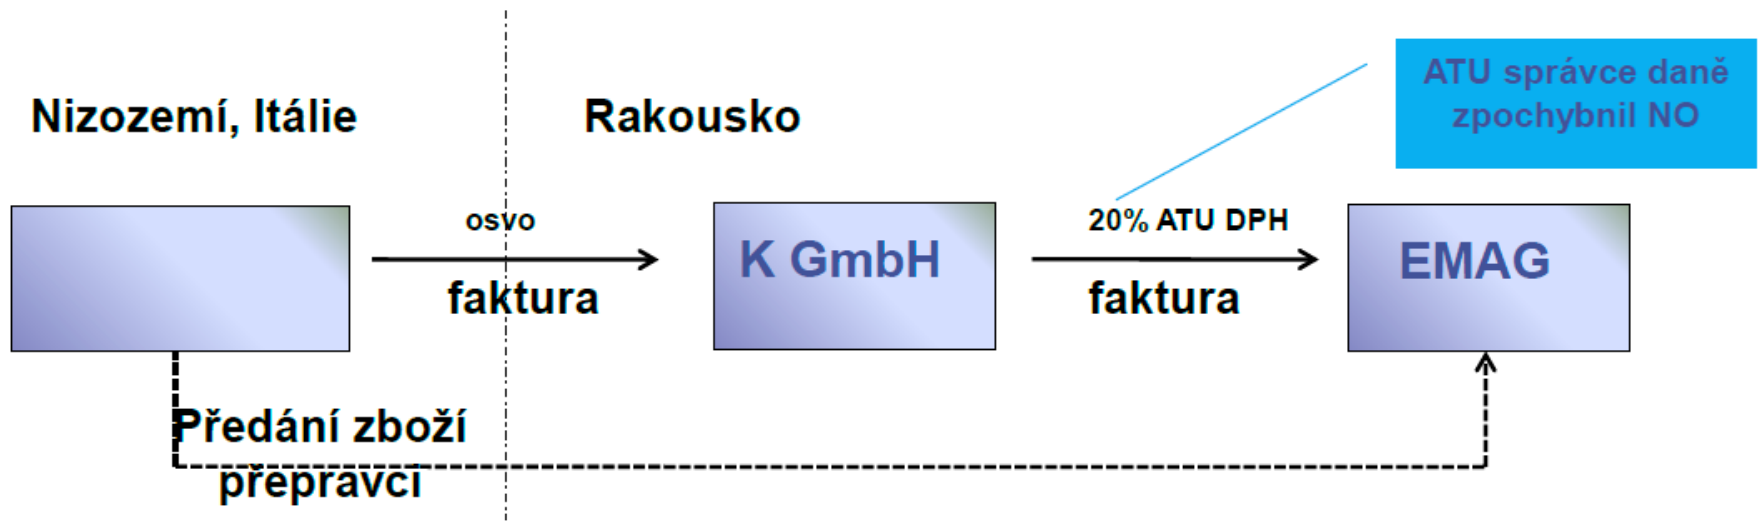 ATU správce daně
zpochybnil NO
Nizozemí, Itálie
Rakousko
osvo
20% ATU DPH
K GmbH
EMAG
faktura
faktura
Předání zboží
přepravci